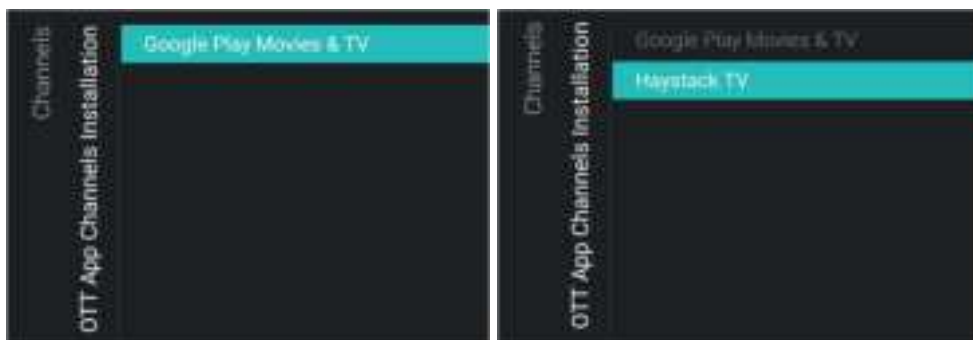 Channels
OTT App Channels Installation
Google Play Movies & TV
Channels
OTT App Channels Installation
Google Play Movies & TV
Haystack TV